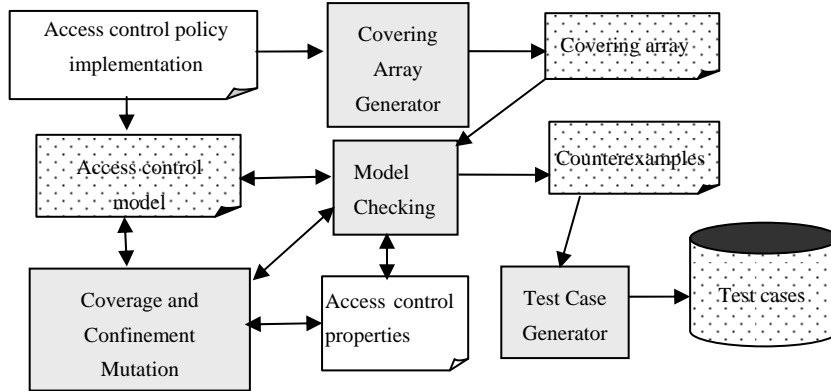 Access control policy
implementation
Covering
Array
Generator
Covering array
Access control
model
Model
Checking
Counterexamples
Coverage and
Confinement
Mutation
Access control
properties
Test Case
Generator
Test cases